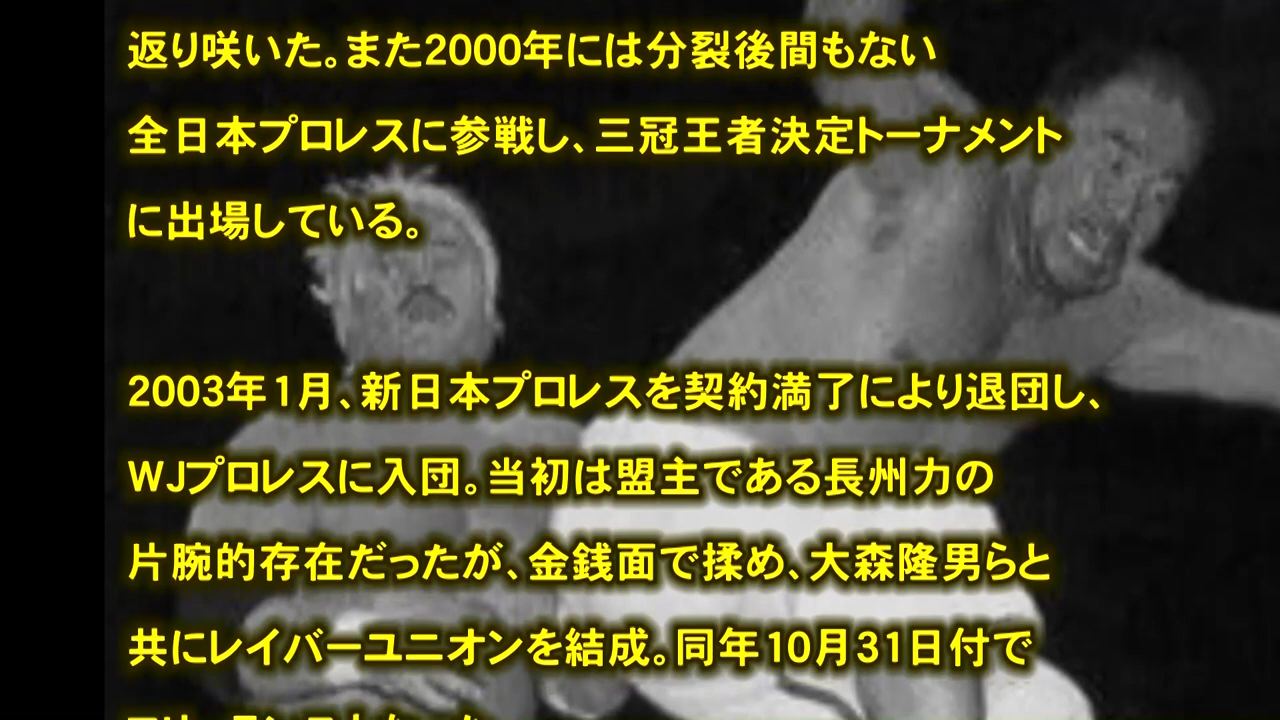 返り咲いた。また2000年には分裂後間もない
全日本プロレスに参戦し、三冠王者決定トーナメント
に出場している。
2003年1月、新日本プロレスを契約満了により退団し、
WJプロレスに入団。当初は盟主である長州力の
片腕的存在だったが、金銭面で揉め、大森隆男らと
共にレイバーユニオンを結成。同年10月31日付で